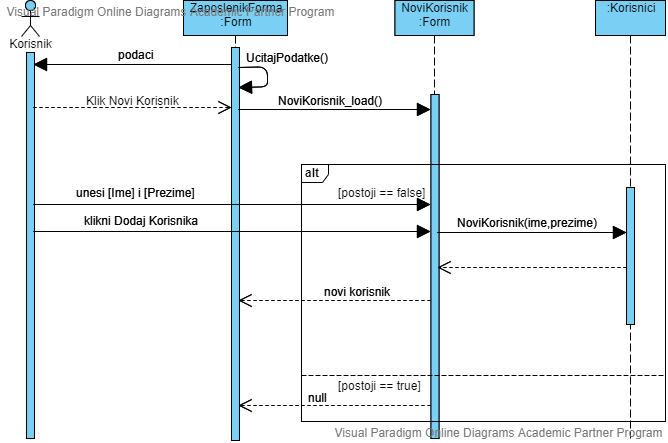 Visual Paradigm Online Diagrams Academic Partner Program
ZaposlenikForma
:Form
NoviKorisnik
:Form
:Korisnici
Korisnik
podaci
UcitajPodatke()
Klik Novi Korisnik
NoviKorisnik_load()
alt
unesi [Ime] i [Prezime]
[postoji == false]
klikni Dodaj Korisnika
NoviKorisnik(ime,prezime)
novi korisnik
[postoji == true]
null
Visual Paradigm Online Diagrams Academic Partner Program